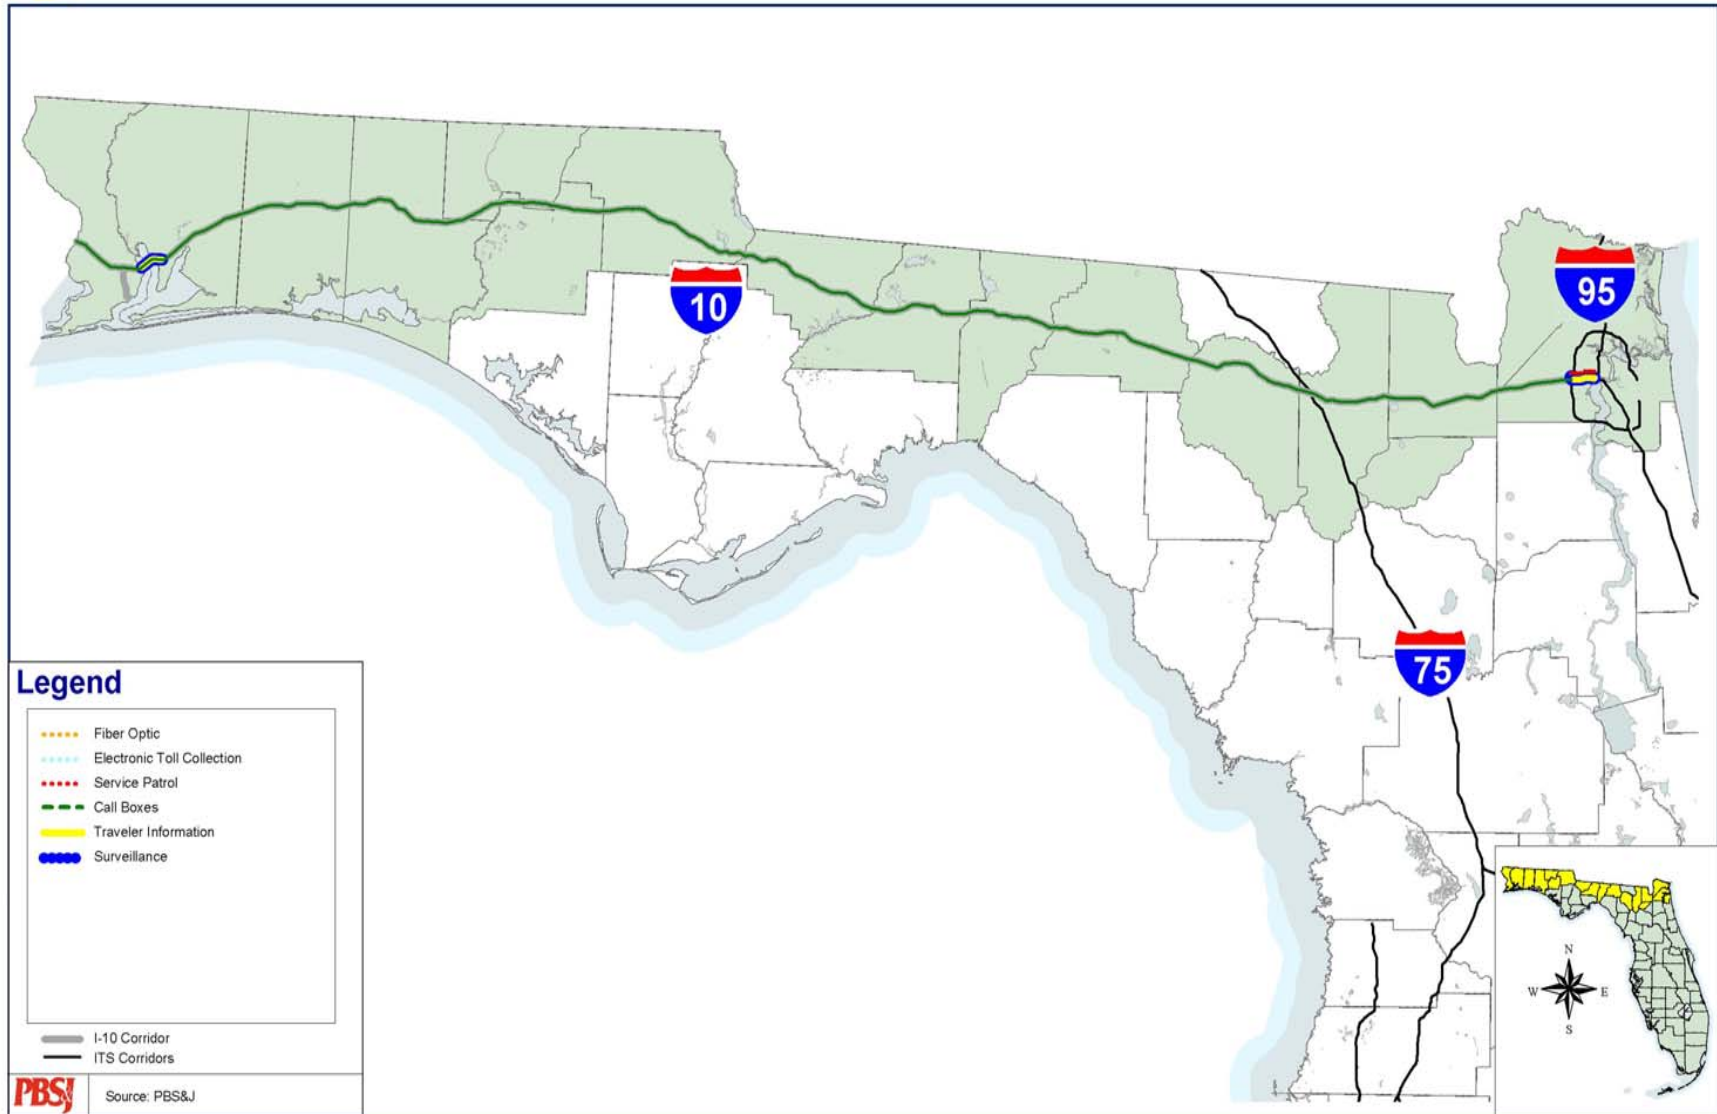 10
95
75
Legend
Fiber Optic
Electronic Toll Collection
Service Patrol
Call Boxes
Traveler Information
Surveillance
I-10 Corridor
ITS Corridors
PBS&J
Source: PBS&J
N
W E
S